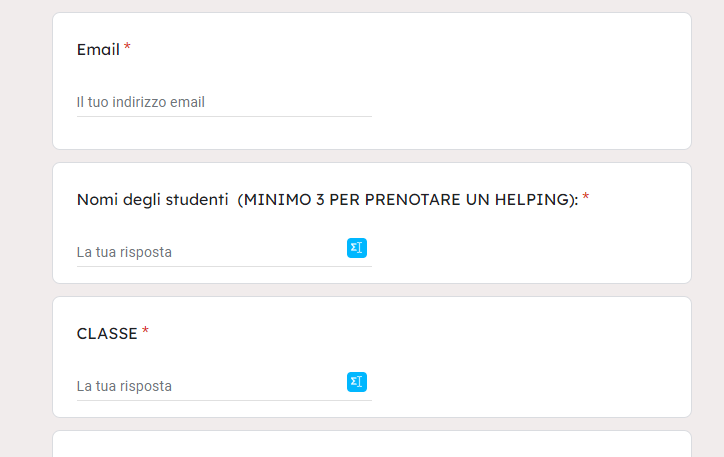 Email *
Il tuo indirizzo email
Nomi degli studenti  (MINIMO 3 PER PRENOTARE UN HELPING): *
La tua risposta
CLASSE *
La tua risposta